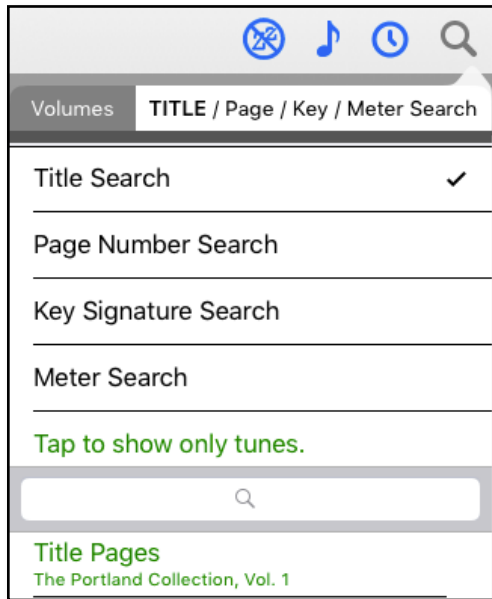 Volumes TITLE / Page / Key / Meter Search
Title Search
Page Number Search
Key Signature Search
Meter Search
Tap to show only tunes.
Title Pages
The Portland Collection, Vol. 1